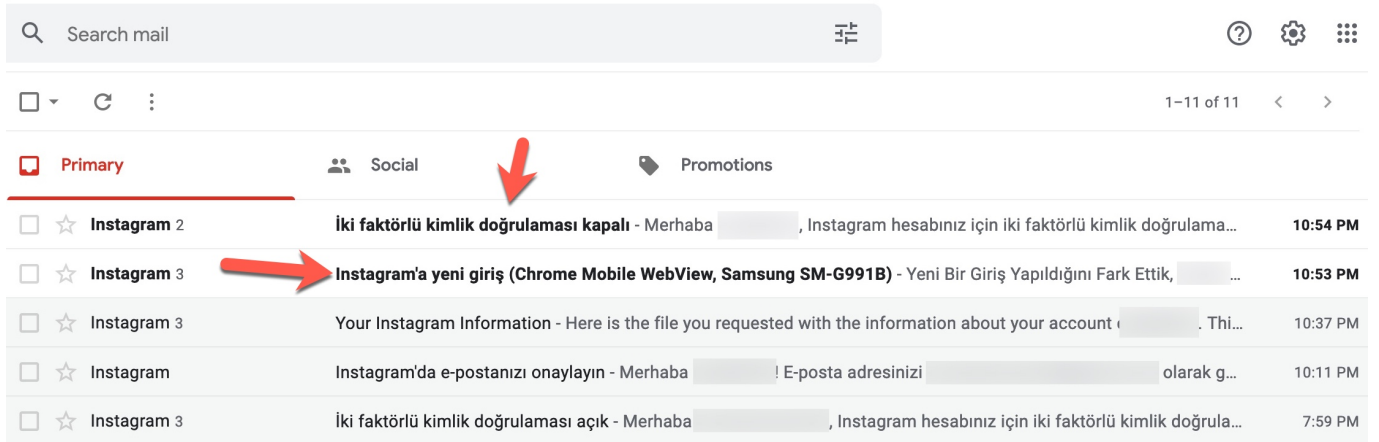 Search mail
1–11 of 11
Primary Social Promotions
Instagram 2 İki faktörlü kimlik doğrulaması kapalı - Merhaba , Instagram hesabınız için iki faktörlü kimlik doğrulama… 10:54 PM
Instagram 3 Instagram'a yeni giriş (Chrome Mobile WebView, Samsung SM-G991B) - Yeni Bir Giriş Yapıldığını Fark Ettik, … 10:53 PM
Instagram 3 Your Instagram Information - Here is the file you requested with the information about your account . Thi… 10:37 PM
Instagram Instagram'da e-postanızı onaylayın - Merhaba ! E-posta adresinizi olarak g… 10:11 PM
Instagram 3 İki faktörlü kimlik doğrulaması açık - Merhaba , Instagram hesabınız için iki faktörlü kimlik doğrula… 7:59 PM